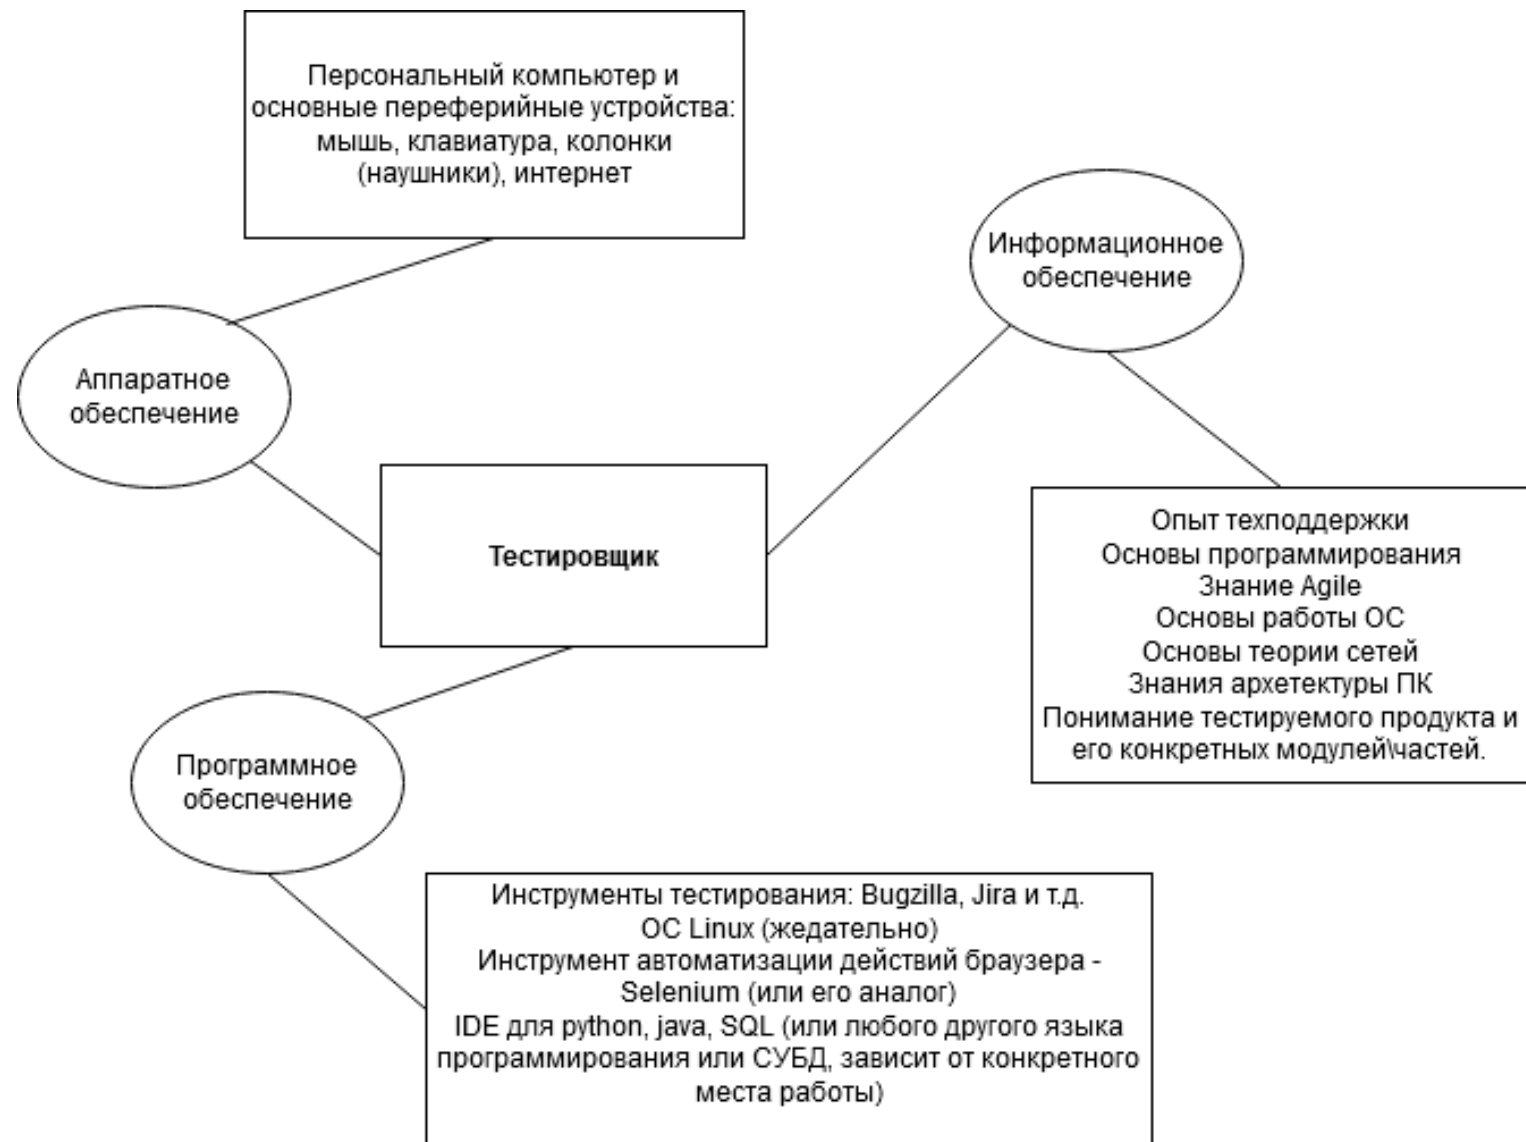 Персональный компьютер и
основные переферийные устройства:
мышь, клавиатура, колонки
(наушники), интернет
Информационное
обеспечение
Аппаратное
обеспечение
Тестировщик
Опыт техподдержки
Основы программирования
Знание Agile
Основы работы ОС
Основы теории сетей
Знания архетектуры ПК
Понимание тестируемого продукта и
его конкретных модулей\частей.
Программное
обеспечение
Инструменты тестирования: Bugzilla, Jira и т.д.
ОС Linux (жедательно)
Инструмент автоматизации действий браузера -
Selenium (или его аналог)
IDE для python, java, SQL (или любого другого языка
программирования или СУБД, зависит от конкретного
места работы)